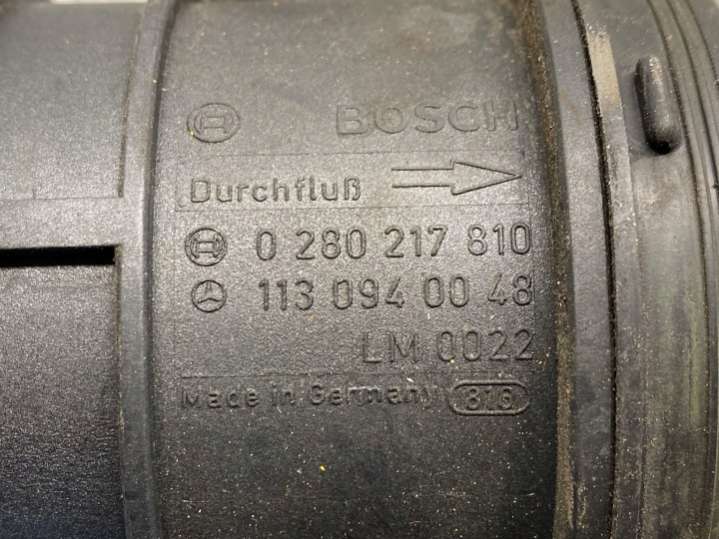 BOSCH
Durchfluß
0 280 217 810
113 094 00 48
LM 0022
Made in Germany 816